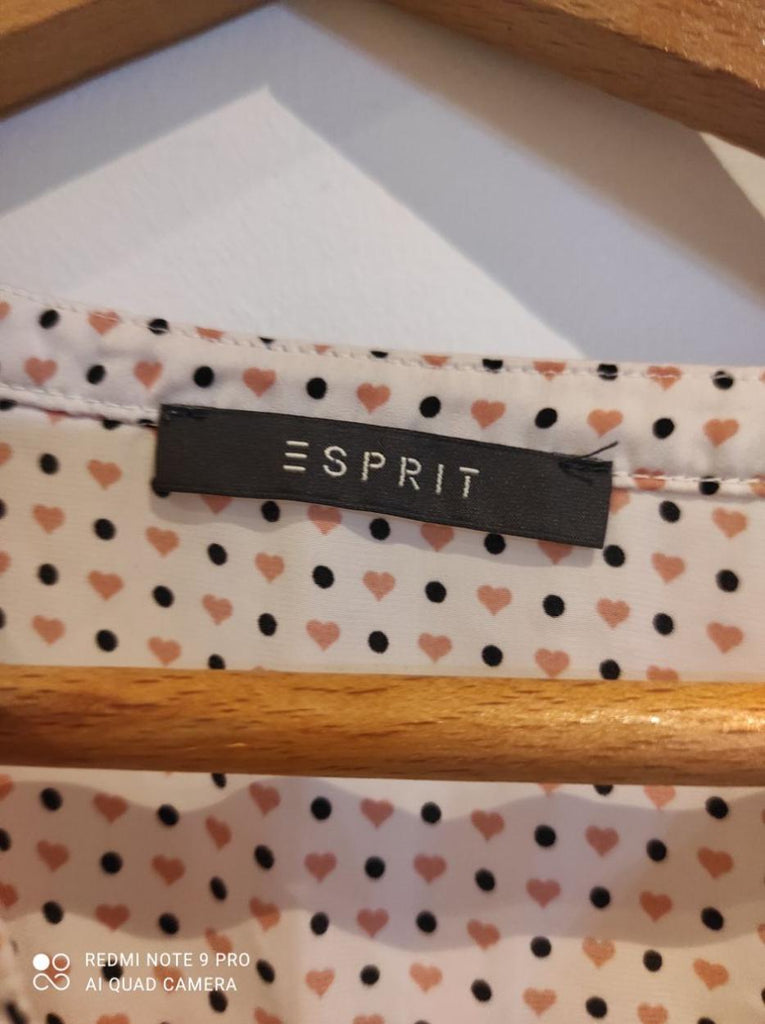 ESPRIT
REDMI NOTE 9 PRO
AI QUAD CAMERA